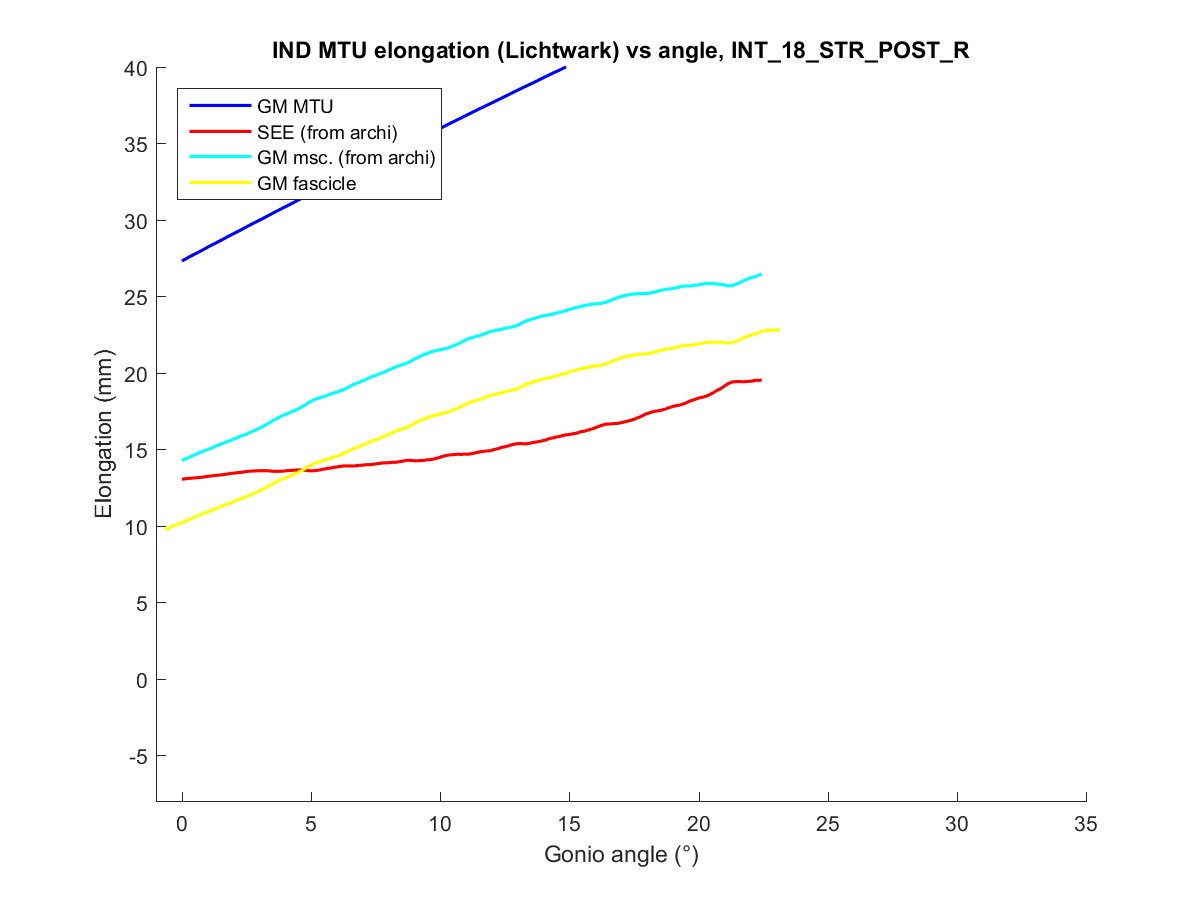 IND MTU elongation (Lichtwark) vs angle, INT_18_STR_POST_R
40
35
30
25
20
15
10
5
0
-5
Elongation (mm)
GM MTU
SEE (from archi)
GM msc. (from archi)
GM fascicle
0 5 10 15 20 25 30 35
Gonio angle (°)